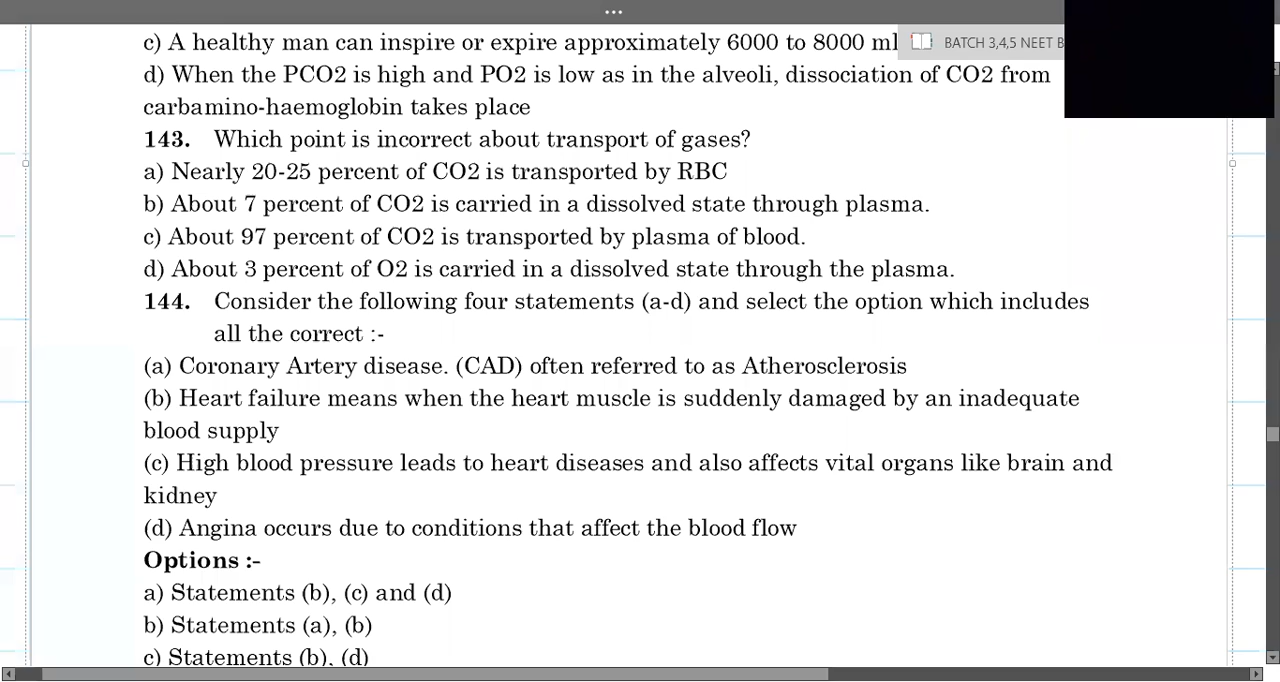 c) A healthy man can inspire or expire approximately 6000 to 8000 ml
BATCH 3,4,5 NEET B
d) When the PCO2 is high and PO2 is low as in the alveoli, dissociation of CO2 from
carbamino-haemoglobin takes place
143. Which point is incorrect about transport of gases?
a) Nearly 20-25 percent of CO2 is transported by RBC
b) About 7 percent of CO2 is carried in a dissolved state through plasma.
c) About 97 percent of CO2 is transported by plasma of blood.
d) About 3 percent of O2 is carried in a dissolved state through the plasma.
144. Consider the following four statements (a-d) and select the option which includes
all the correct :-
(a) Coronary Artery disease. (CAD) often referred to as Atherosclerosis
(b) Heart failure means when the heart muscle is suddenly damaged by an inadequate
blood supply
(c) High blood pressure leads to heart diseases and also affects vital organs like brain and
kidney
(d) Angina occurs due to conditions that affect the blood flow
Options :-
a) Statements (b), (c) and (d)
b) Statements (a), (b)
c) Statements (b), (d)